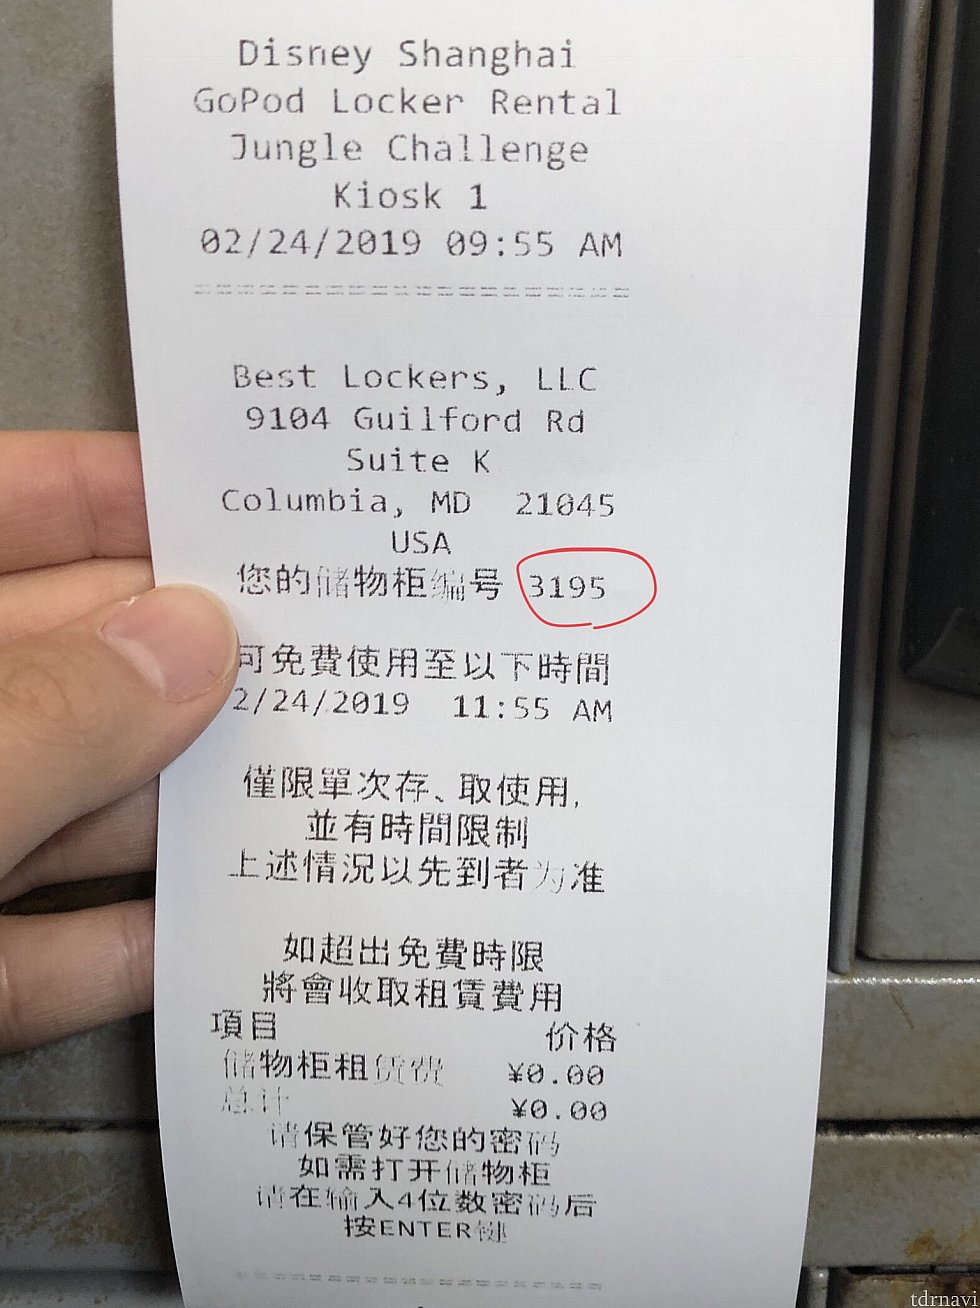 Disney Shanghai
GoPod Locker Rental
Jungle Challenge
Kiosk 1
02/24/2019 09:55 AM
Best Lockers, LLC
9104 Guilford Rd
Suite K
Columbia, MD 21045
USA
您的储物柜编号 3195
可免費使用至以下時間
2/24/2019 11:55 AM
僅限單次存、取使用,
並有時間限制
上述情況以先到者为准
如超出免費時限
將會收取租賃費用
項目 价格
储物柜租赁费 ¥0.00
总计 ¥0.00
请保管好您的密码
如需打开储物柜
请在输入4位数密码后
按ENTER键
tdrnavi